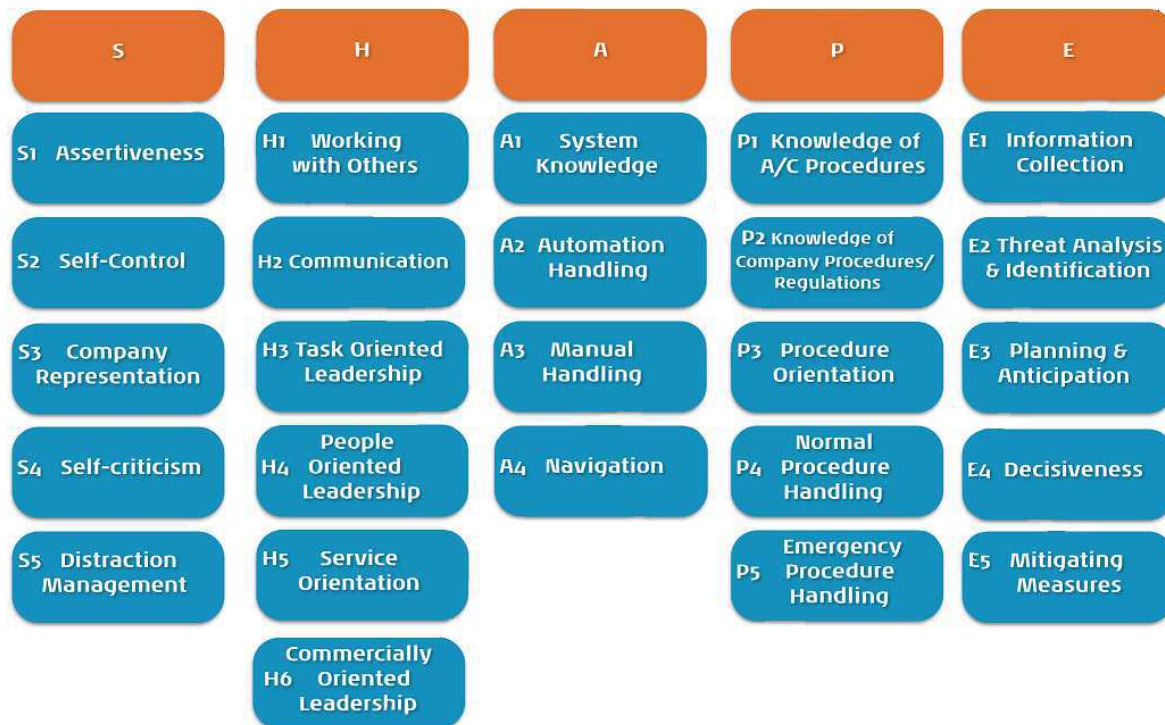 S
H
A
P
E
S1 Assertiveness
S2 Self-Control
S3 Company
Representation
S4 Self-criticism
S5 Distraction
Management
H1 Working
with Others
H2 Communication
H3 Task Oriented
Leadership
People
H4 Oriented
Leadership
H5 Service
Orientation
Commercially
H6 Oriented
Leadership
A1 System
Knowledge
A2 Automation
Handling
A3 Manual
Handling
A4 Navigation
P1 Knowledge of
A/C Procedures
P2 Knowledge of
Company Procedures/
Regulations
P3 Procedure
Orientation
Normal
P4 Procedure
Handling
Emergency
P5 Procedure
Handling
E1 Information
Collection
E2 Threat Analysis
& Identification
E3 Planning &
Anticipation
E4 Decisiveness
E5 Mitigating
Measures